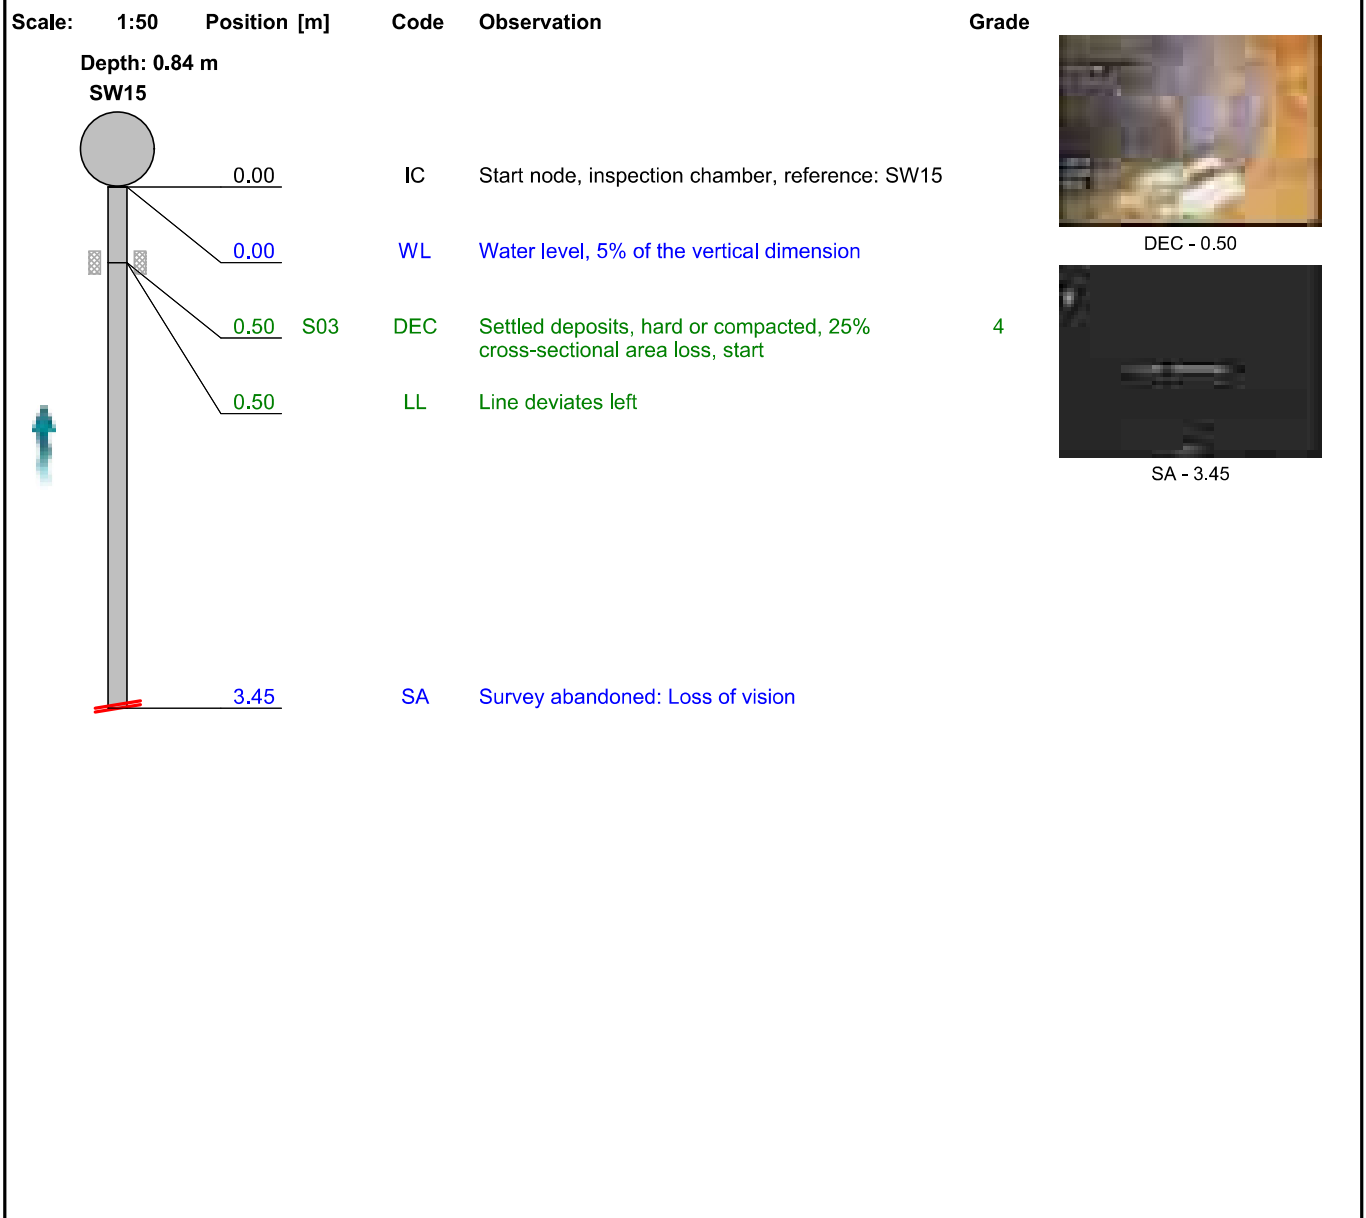 Scale: 1:50 Position [m] Code Observation Grade
Depth: 0.84 m
SW15
0.00 IC Start node, inspection chamber, reference: SW15
0.00 WL Water level, 5% of the vertical dimension
DEC - 0.50
0.50 S03 DEC Settled deposits, hard or compacted, 25% 4
cross-sectional area loss, start
0.50 LL Line deviates left
SA - 3.45
3.45 SA Survey abandoned: Loss of vision